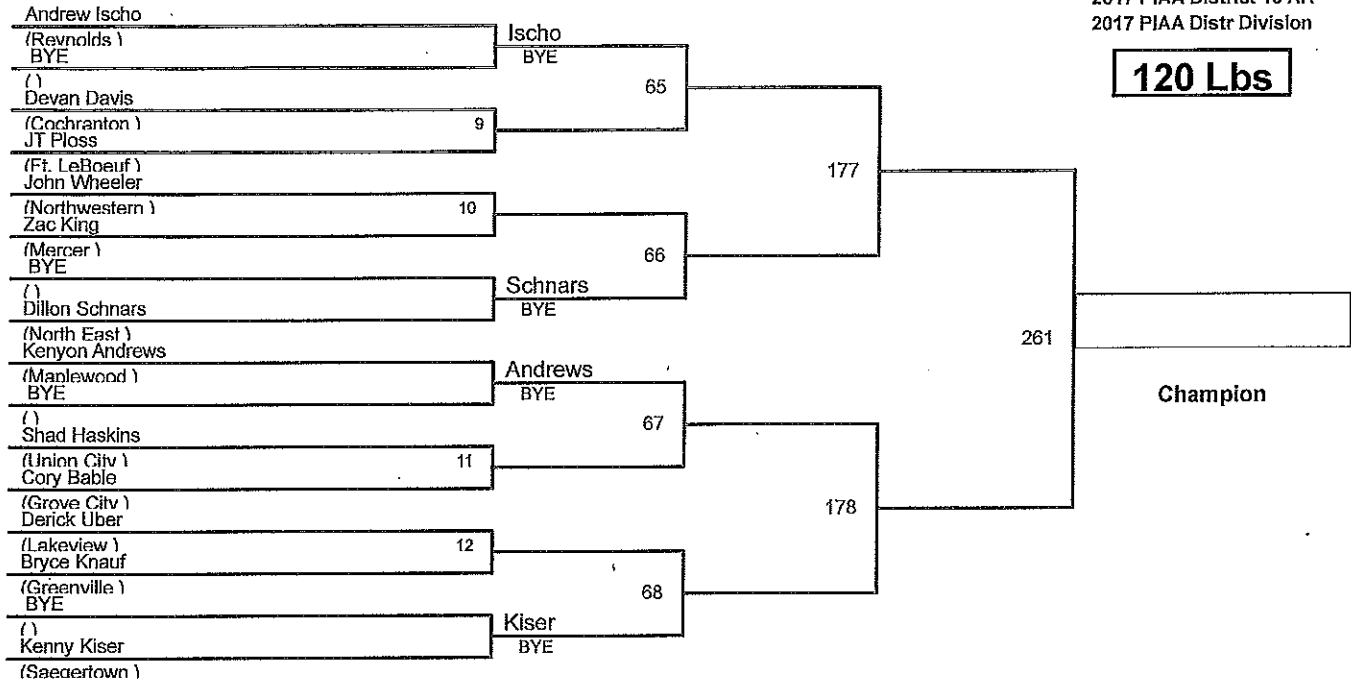 2017 PIAA Distr Division
120 Lbs
Andrew Ischo
(Reynolds )
BYE
( )
Devan Davis
(Cochranton )
JT Ploss
(Ft. LeBoeuf )
John Wheeler
(Northwestern )
Zac King
(Mercer )
BYE
( )
Dillon Schnars
(North East )
Kenyon Andrews
(Maplewood )
BYE
( )
Shad Haskins
(Union City )
Cory Bable
(Grove City )
Derick Uber
(Lakeview )
Bryce Knauf
(Greenville )
BYE
( )
Kenny Kiser
(Saegertown )
Ischo
BYE
9
10
Schnars
BYE
Andrews
BYE
11
12
Kiser
BYE
65
66
67
68
177
178
261
Champion